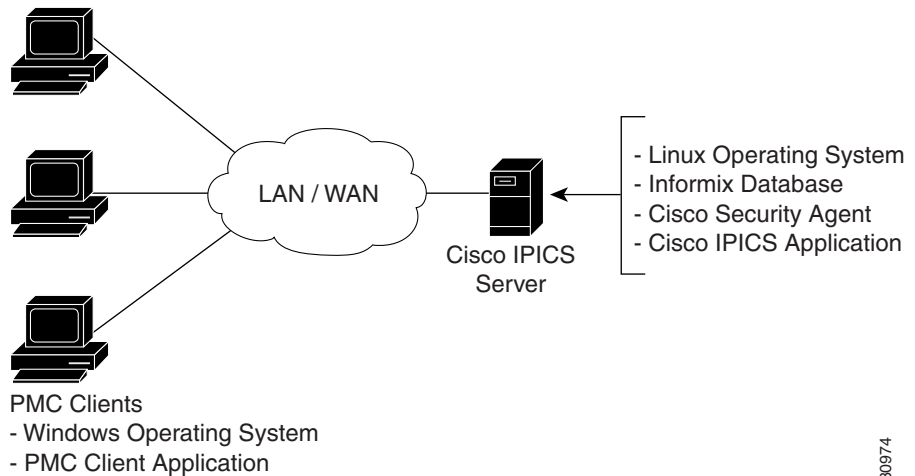 LAN / WAN
Cisco IPICS
Server
- Linux Operating System
- Informix Database
- Cisco Security Agent
- Cisco IPICS Application
PMC Clients
- Windows Operating System
- PMC Client Application